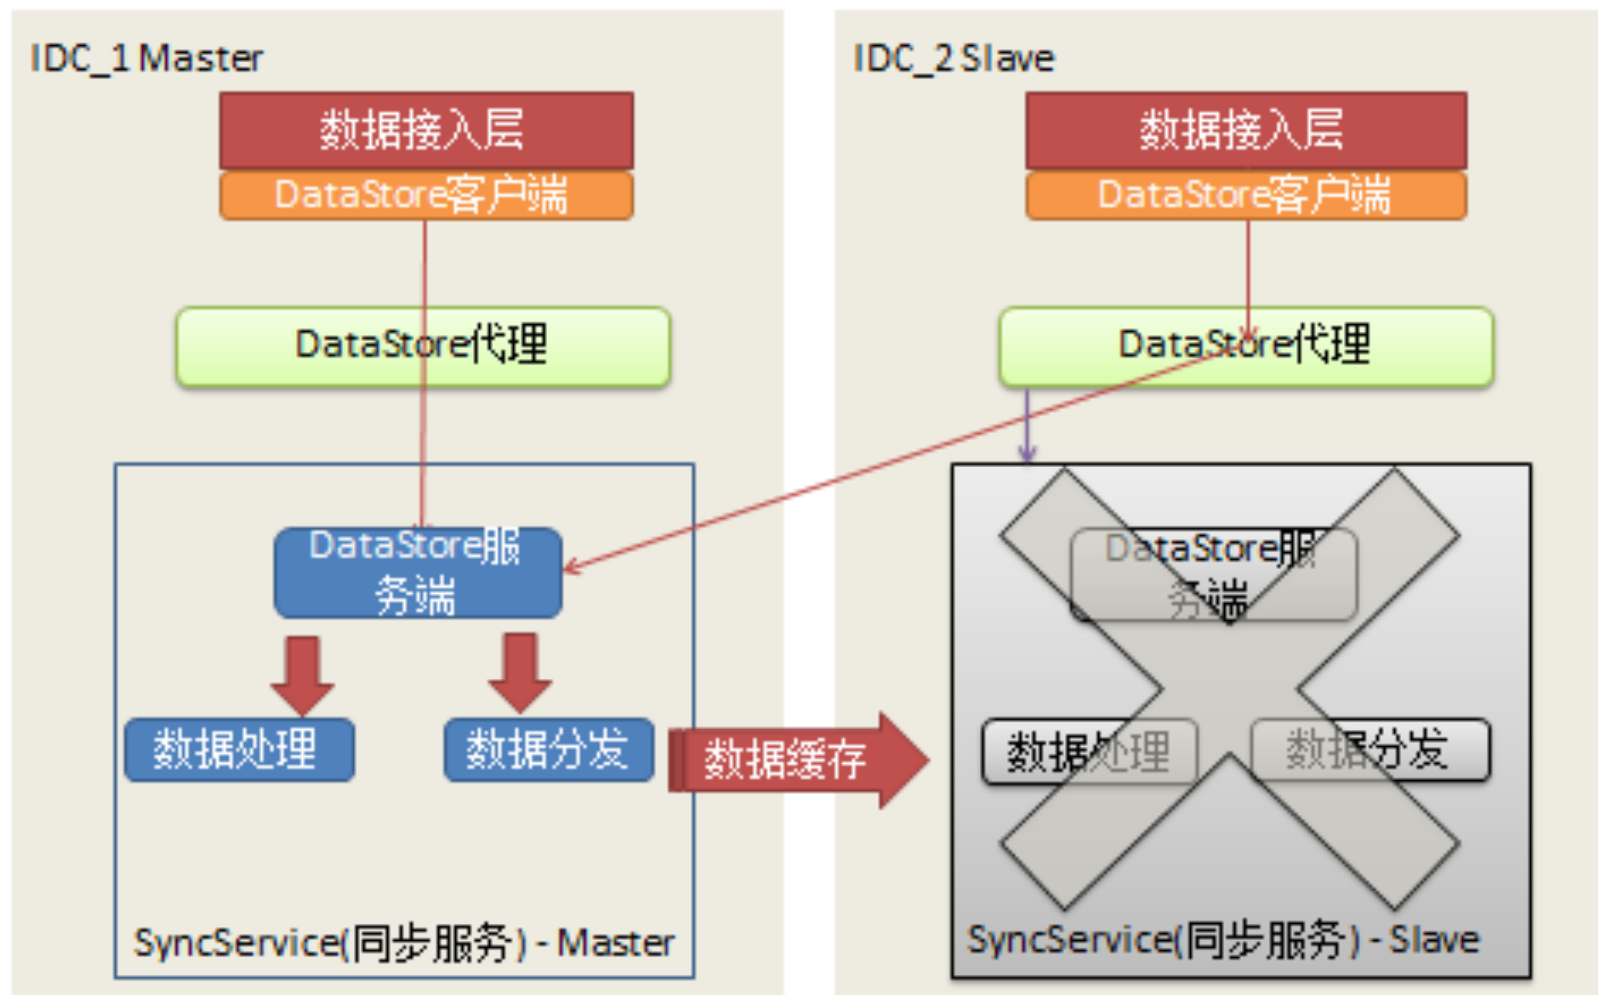 IDC_1 Master
数据接入层
DataStore客户端
DataStore代理
DataStore服
务端
数据处理
数据分发
数据缓存
SyncService(同步服务) - Master
IDC_2 Slave
数据接入层
DataStore客户端
DataStore代理
DataStore服
务端
数据处理
数据分发
SyncService(同步服务) - Slave